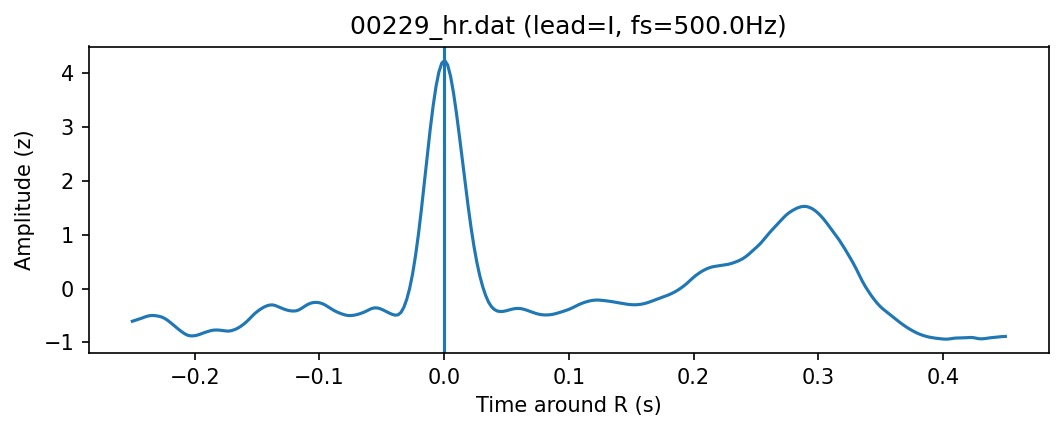 00229_hr.dat (lead=I, fs=500.0Hz)
Amplitude (z)
4
3
2
1
0
−1
−0.2 −0.1 0.0 0.1 0.2 0.3 0.4
Time around R (s)